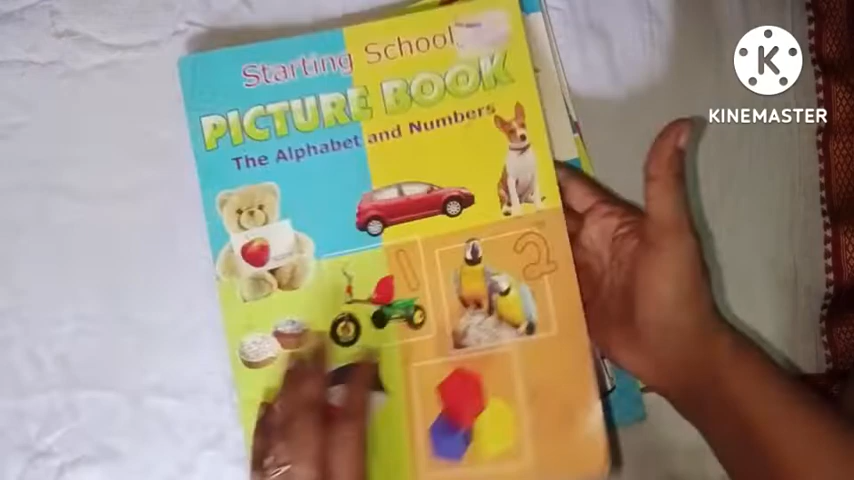 Starting School
PICTURE BOOK
The Alphabet and Numbers
1
2
K
KINEMASTER